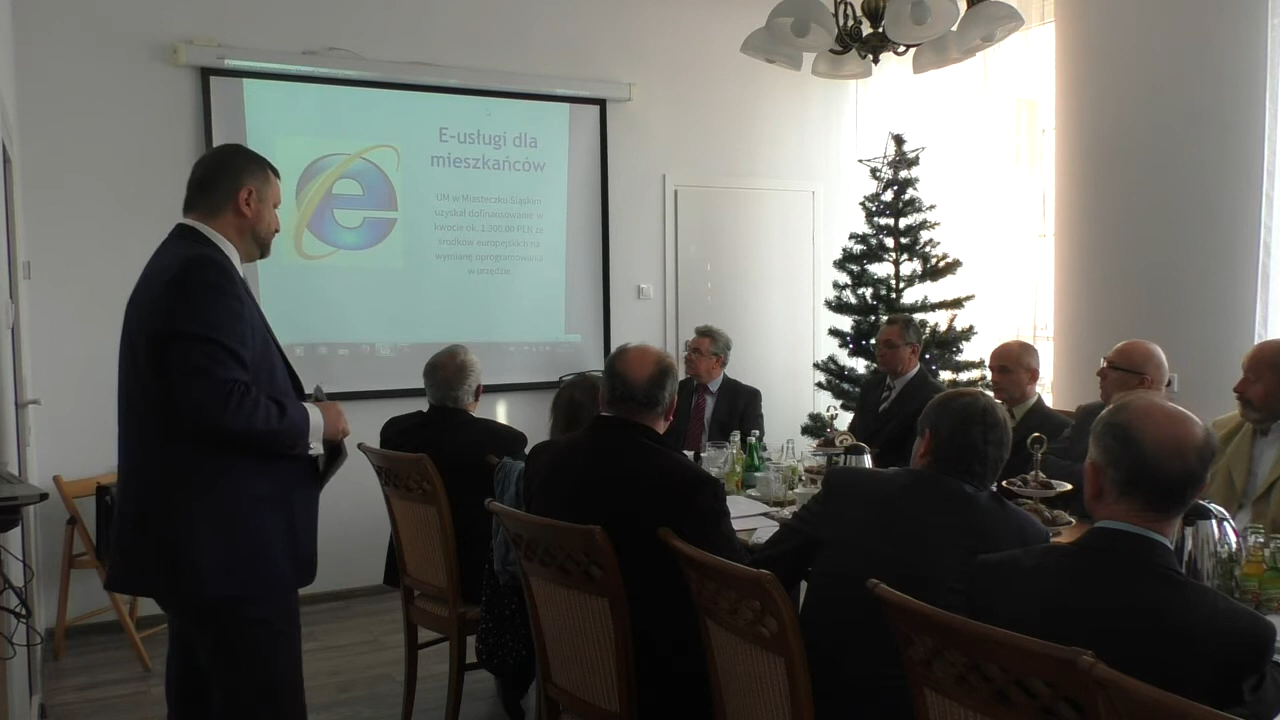 E-usługi dla
mieszkańców
UM w Miasteczku Śląskim
uzyskał dofinansowanie w
kwocie ok. 1.300.00 PLN ze
środków europejskich na
wymianę oprogramowania
w urzędzie.